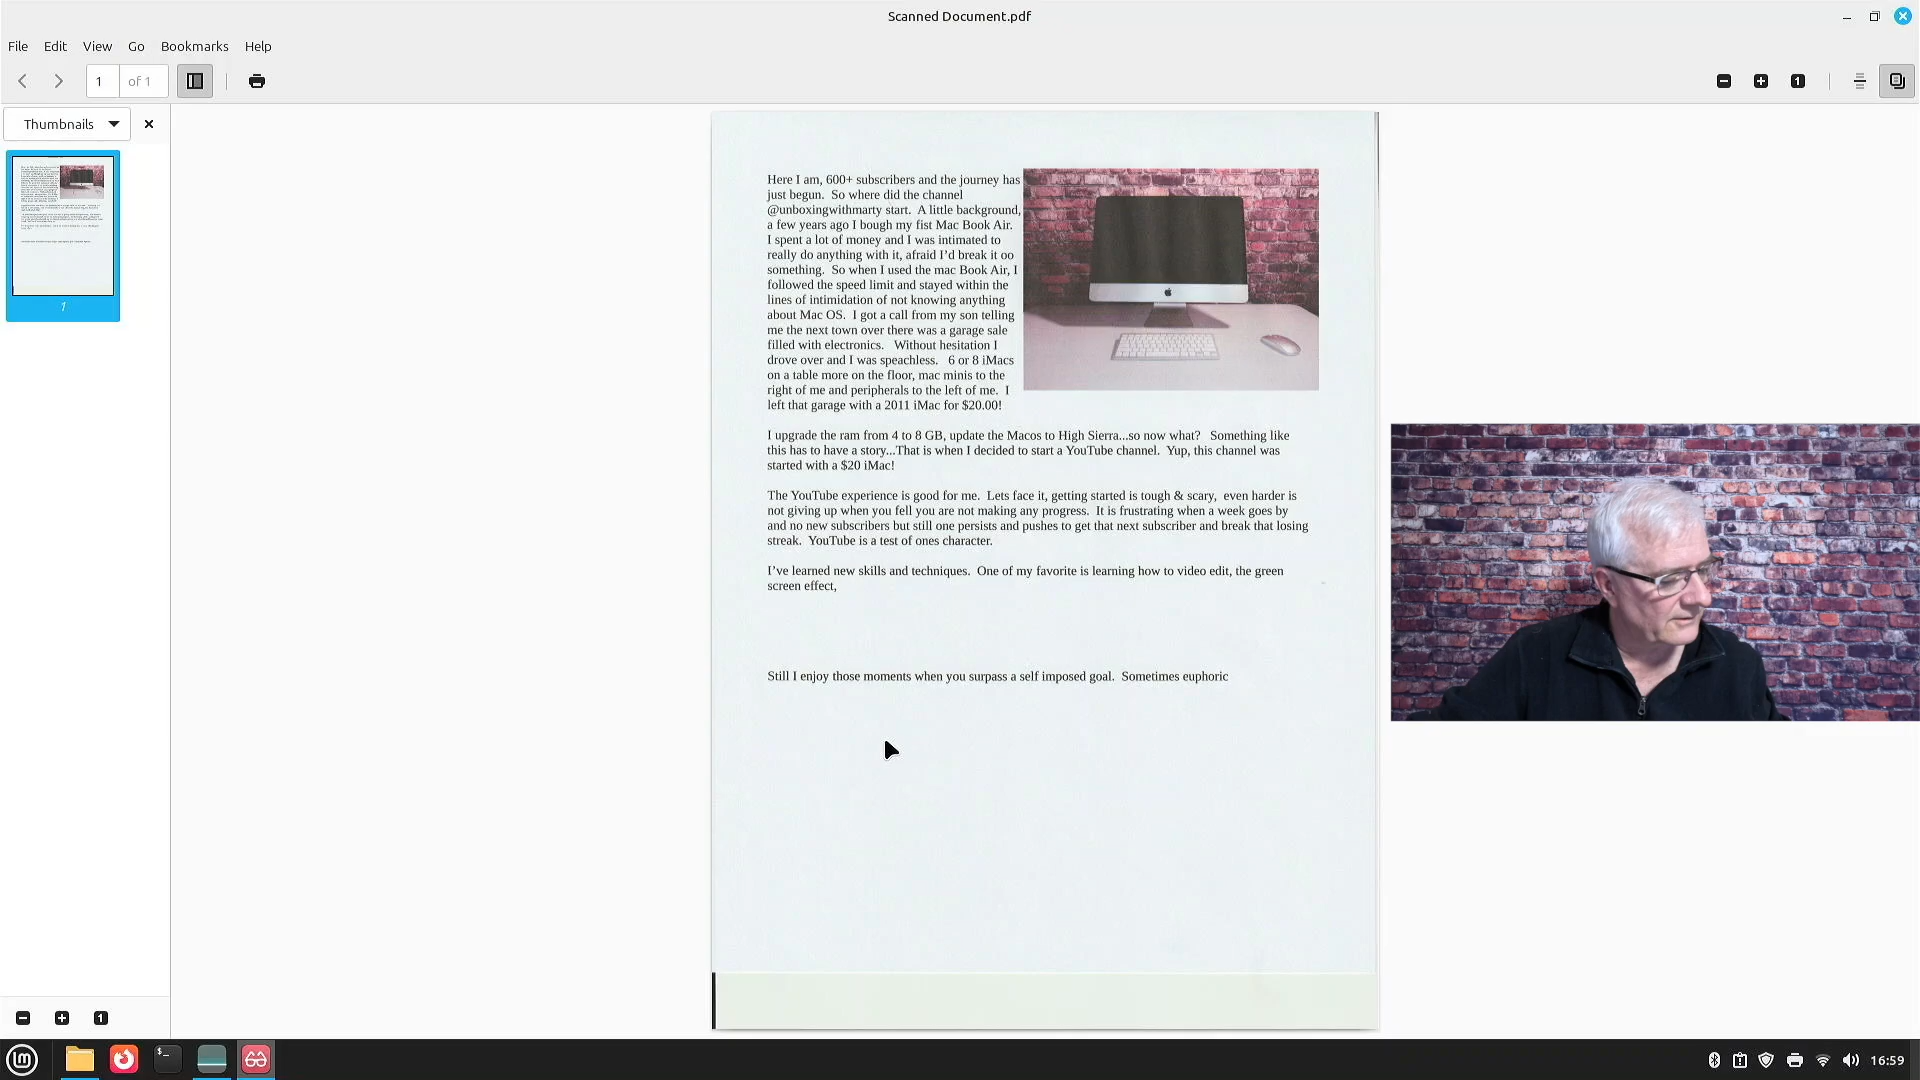 Scanned Document.pdf
File Edit View Go Bookmarks Help
1 of 1
1
Thumbnails
1
Here I am, 600+ subscribers and the journey has
just begun.  So where did the channel
@unboxingwithmarty start.  A little background,
a few years ago I bough my fist Mac Book Air.
I spent a lot of money and I was intimated to
really do anything with it, afraid I’d break it oo
something.  So when I used the mac Book Air, I
followed the speed limit and stayed within the
lines of intimidation of not knowing anything
about Mac OS.  I got a call from my son telling
me the next town over there was a garage sale
filled with electronics.   Without hesitation I
drove over and I was speachless.   6 or 8 iMacs
on a table more on the floor, mac minis to the
right of me and peripherals to the left of me.  I
left that garage with a 2011 iMac for $20.00!
I upgrade the ram from 4 to 8 GB, update the Macos to High Sierra...so now what?   Something like
this has to have a story...That is when I decided to start a YouTube channel.  Yup, this channel was
started with a $20 iMac!
The YouTube experience is good for me.  Lets face it, getting started is tough & scary,  even harder is
not giving up when you fell you are not making any progress.  It is frustrating when a week goes by
and no new subscribers but still one persists and pushes to get that next subscriber and break that losing
streak.  YouTube is a test of ones character.
I’ve learned new skills and techniques.  One of my favorite is learning how to video edit, the green
screen effect,
Still I enjoy those moments when you surpass a self imposed goal.  Sometimes euphoric
1
16:59